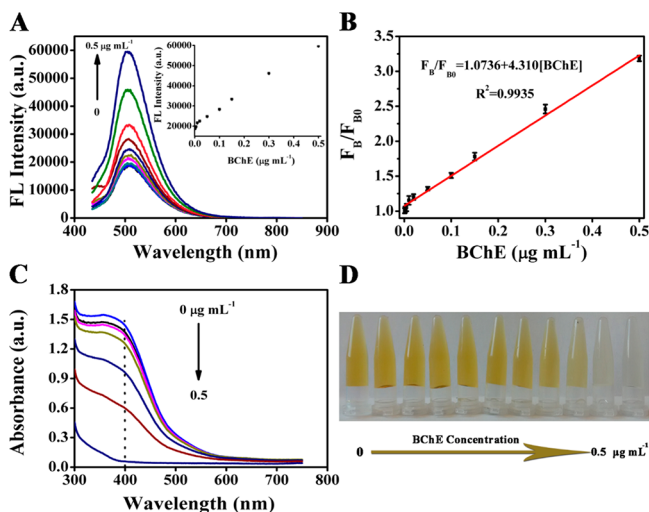 A
60000
50000
40000
30000
20000
10000
0
0.5 μg mL⁻¹
0
FL Intensity (a.u.)
400 500 600 700 800 900
Wavelength (nm)
60000
50000
40000
30000
20000
FL Intensity (a.u.)
0.0 0.1 0.2 0.3 0.4 0.5
BChE (μg mL⁻¹)
B
3.5
3.0
2.5
2.0
1.5
1.0
F_B/F_B0
F_B/F_B0=1.0736+4.310[BChE]
R²=0.9935
0.0 0.1 0.2 0.3 0.4 0.5
BChE (μg mL⁻¹)
C
1.8
1.5
1.2
0.9
0.6
0.3
0.0
Absorbance (a.u.)
0 μg mL⁻¹
0.5
300 400 500 600 700 800
Wavelength (nm)
D
BChE Concentration
0
0.5 μg mL⁻¹